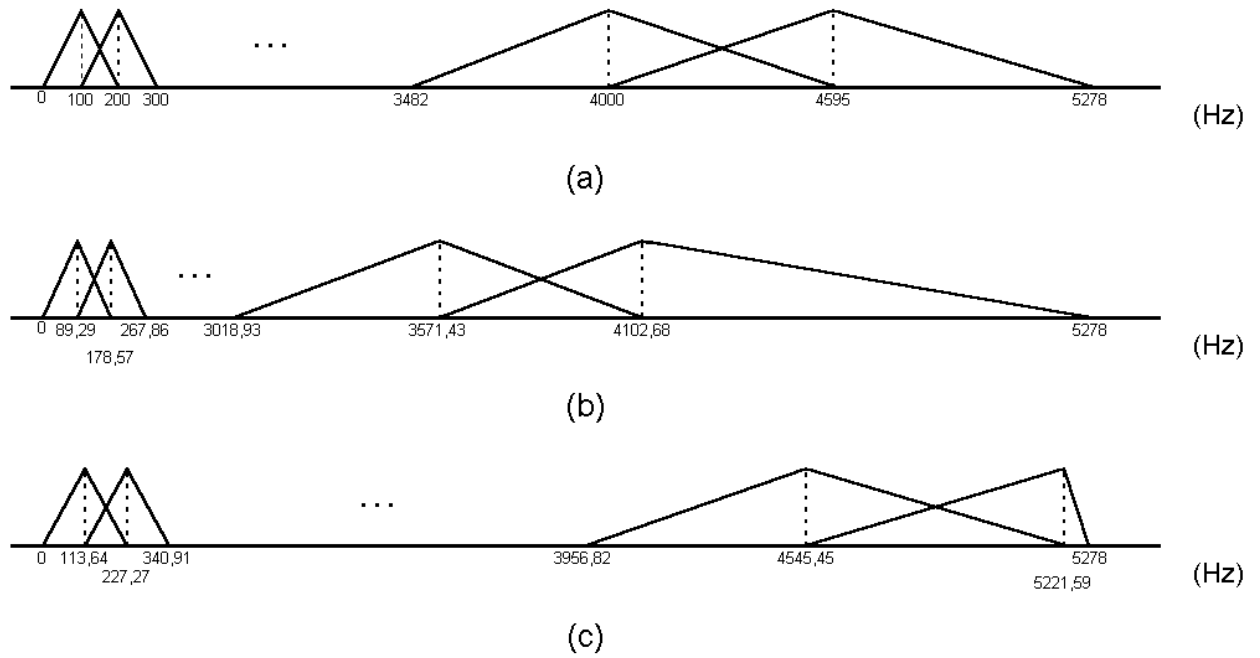 . . .
0 100 200 300 3482 4000 4595 5278
(Hz)
(a)
. . .
0 89,29 267,86 3018,93 3571,43 4102,68 5278
178,57
(Hz)
(b)
. . .
0 113,64 340,91 3956,82 4545,45 5278
227,27 5221,59
(Hz)
(c)